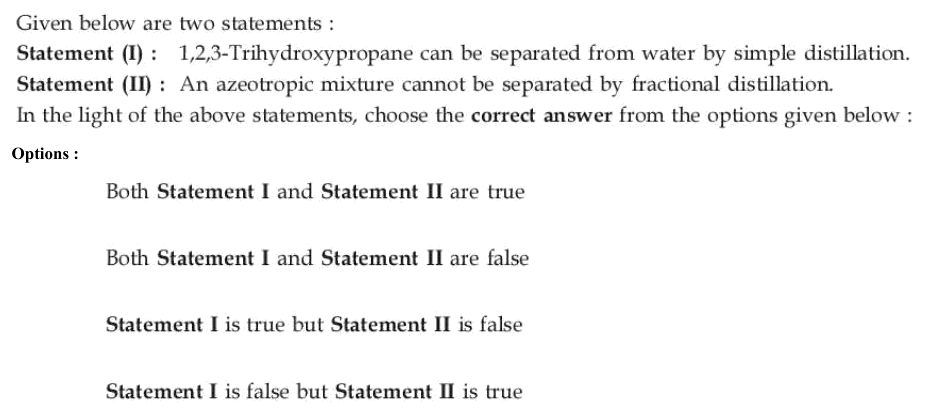 Given below are two statements :
Statement (I) : 1,2,3-Trihydroxypropane can be separated from water by simple distillation.
Statement (II) : An azeotropic mixture cannot be separated by fractional distillation.
In the light of the above statements, choose the correct answer from the options given below :
Options :
Both Statement I and Statement II are true
Both Statement I and Statement II are false
Statement I is true but Statement II is false
Statement I is false but Statement II is true